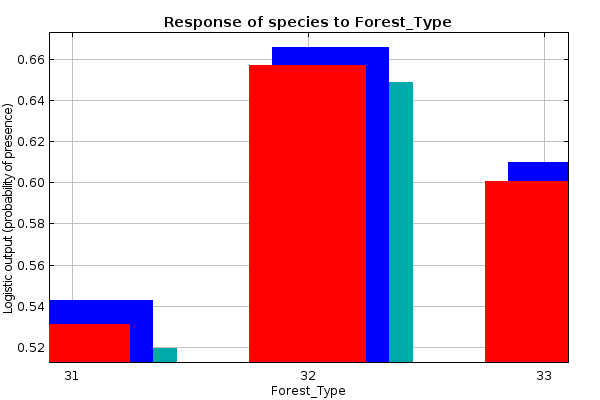 Response of species to Forest_Type
Logistic output (probability of presence)
0.66
0.64
0.62
0.60
0.58
0.56
0.54
0.52
31 32 33
Forest_Type